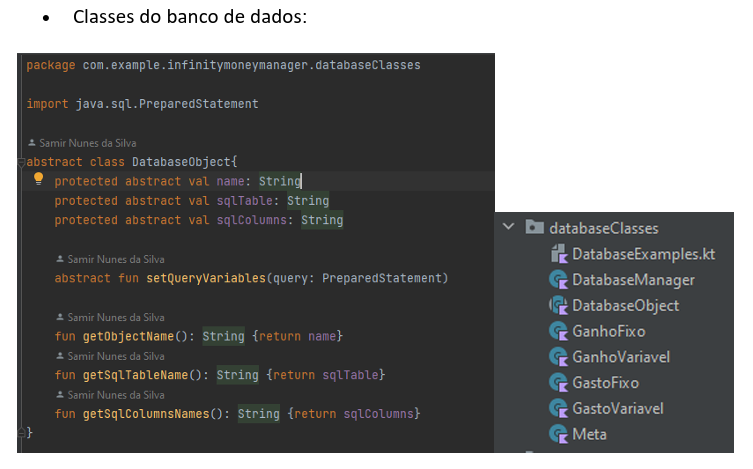 • Classes do banco de dados:
package com.example.infinitymoneymanager.databaseClasses
import java.sql.PreparedStatement
Samir Nunes da Silva
abstract class DatabaseObject{
protected abstract val name: String
protected abstract val sqlTable: String
protected abstract val sqlColumns: String
Samir Nunes da Silva
abstract fun setQueryVariables(query: PreparedStatement)
Samir Nunes da Silva
fun getObjectName(): String {return name}
Samir Nunes da Silva
fun getSqlTableName(): String {return sqlTable}
Samir Nunes da Silva
fun getSqlColumnsNames(): String {return sqlColumns}
}
databaseClasses
DatabaseExamples.kt
DatabaseManager
DatabaseObject
GanhoFixo
GanhoVariavel
GastoFixo
GastoVariavel
Meta